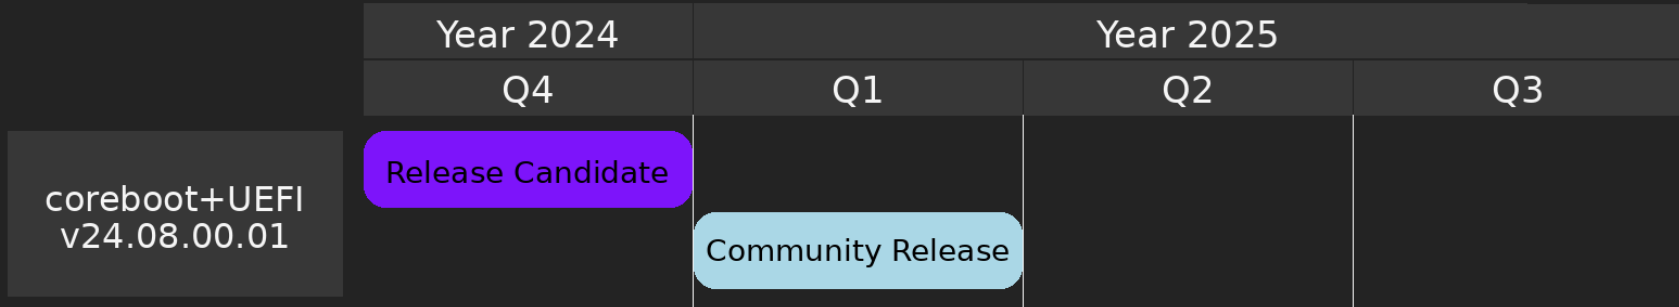 Year 2024
Year 2025
Q4
Q1
Q2
Q3
coreboot+UEFI
v24.08.00.01
Release Candidate
Community Release